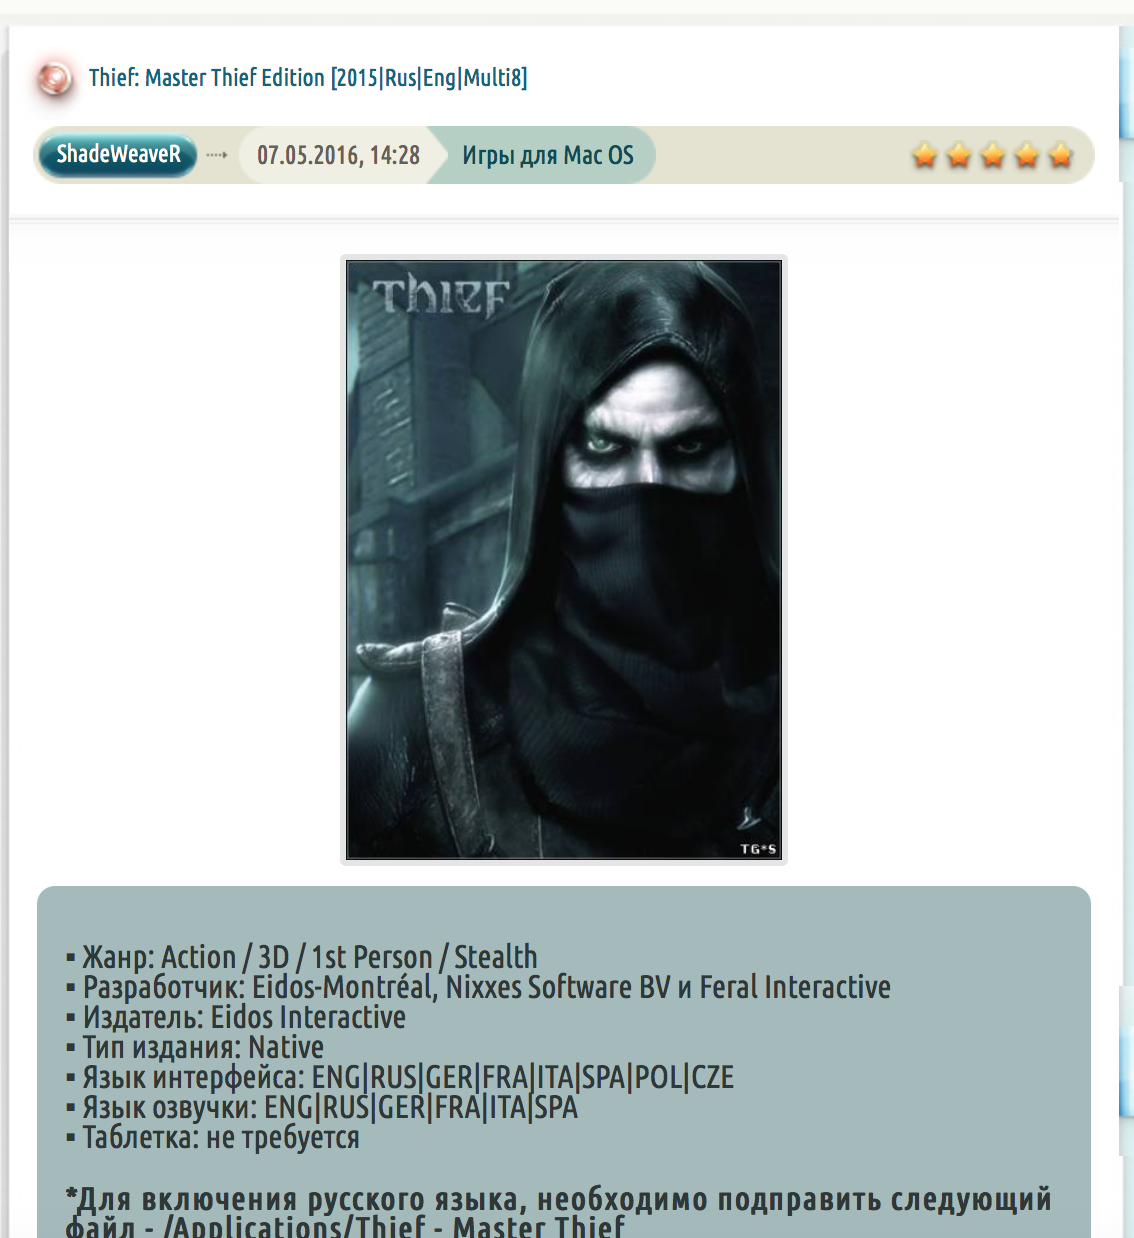 Thief: Master Thief Edition [2015|Rus|Eng|Multi8]
ShadeWeaveR 07.05.2016, 14:28 Игры для Mac OS
THIEF
TG*S
▪ Жанр: Action / 3D / 1st Person / Stealth
▪ Разработчик: Eidos-Montréal, Nixxes Software BV и Feral Interactive
▪ Издатель: Eidos Interactive
▪ Тип издания: Native
▪ Язык интерфейса: ENG|RUS|GER|FRA|ITA|SPA|POL|CZE
▪ Язык озвучки: ENG|RUS|GER|FRA|ITA|SPA
▪ Таблетка: не требуется
*Для включения русского языка, необходимо подправить следующий
файл - /Applications/Thief - Master Thief